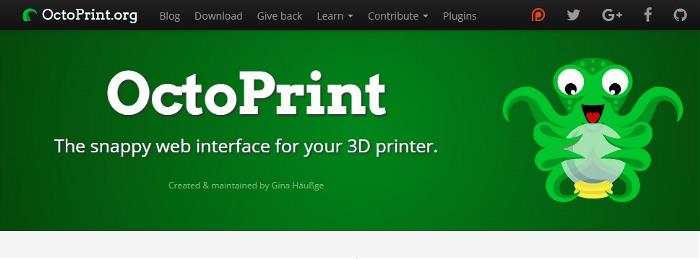 OctoPrint.org Blog Download Give back Learn Contribute Plugins
OctoPrint
The snappy web interface for your 3D printer.
Created & maintained by Gina Häußge